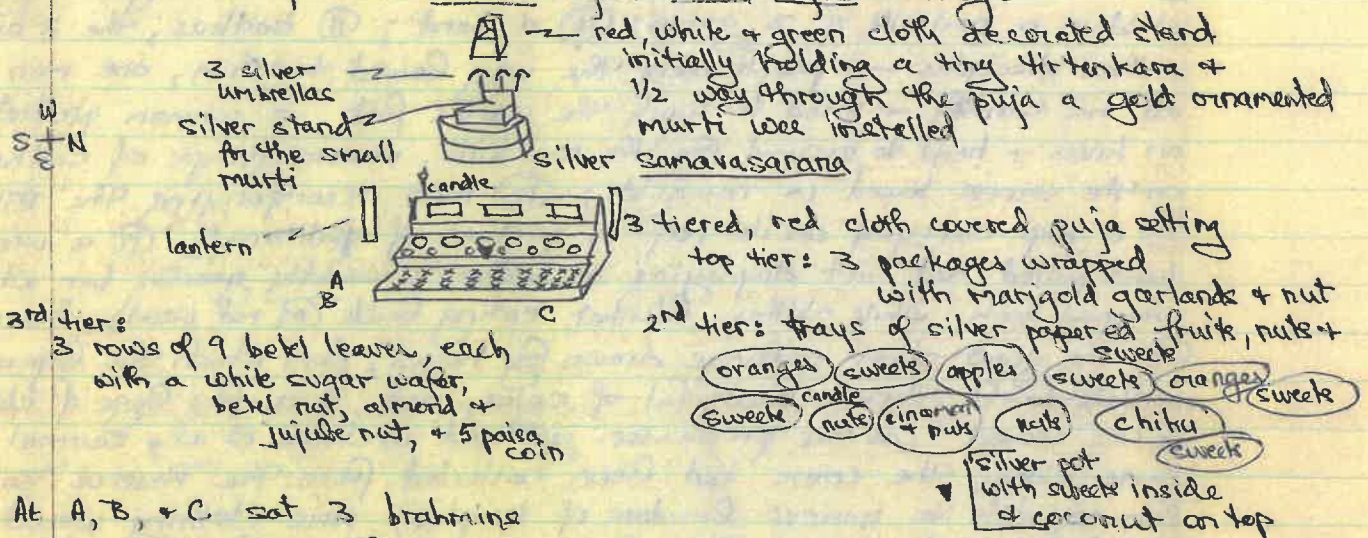 red, white & green cloth decorated stand
initially holding a tiny tirtenkara &
1/2 way through the puja a gold ornamented
murti was installed
3 silver
umbrellas
silver stand
for the small
murti
W
S N
E
silver samavasarana
candle
lantern
3 tiered, red cloth covered puja setting
top tier: 3 packages wrapped
with marigold garlands & nut
A
B
C
3rd tier:
3 rows of 9 betel leaves, each
with a white sugar wafer,
betel nut, almond &
jujube nut, & 5 paisa
coin
2nd tier: trays of silver papered fruits, nuts &
sweets
oranges sweets apples sweets oranges sweets
candle
sweets nuts cinamen & nuts nuts chiku
sweets
silver pot
with sweets inside
& coconut on top
At A, B, & C sat 3 brahmins